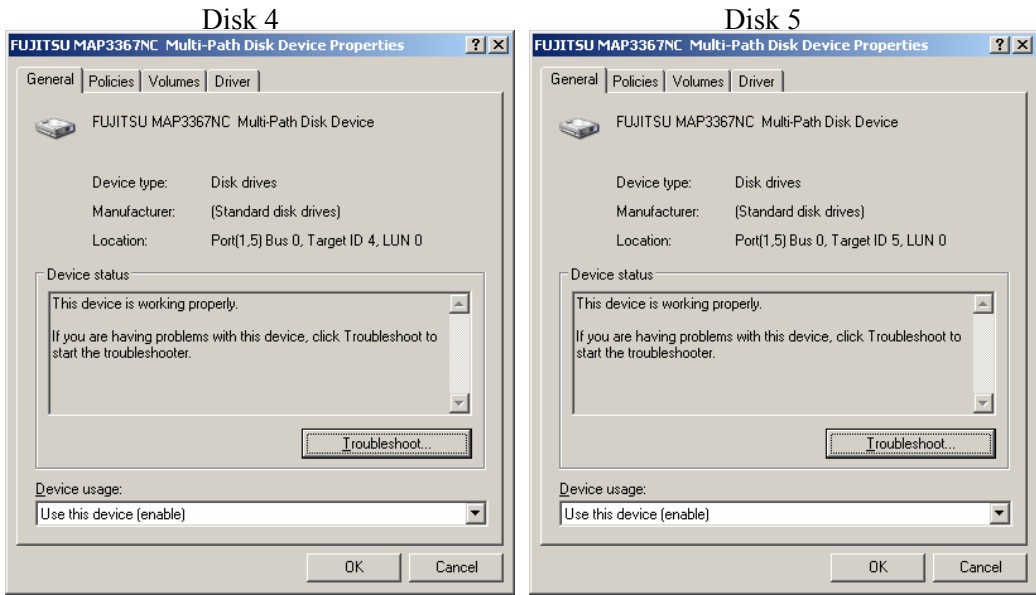 Disk 4
FUJITSU MAP3367NC Multi-Path Disk Device Properties
General Policies Volumes Driver
FUJITSU MAP3367NC Multi-Path Disk Device
Device type: Disk drives
Manufacturer: (Standard disk drives)
Location: Port(1,5) Bus 0, Target ID 4, LUN 0
Device status
This device is working properly.
If you are having problems with this device, click Troubleshoot to
start the troubleshooter.
Troubleshoot...
Device usage:
Use this device (enable)
OK Cancel
Disk 5
FUJITSU MAP3367NC Multi-Path Disk Device Properties
General Policies Volumes Driver
FUJITSU MAP3367NC Multi-Path Disk Device
Device type: Disk drives
Manufacturer: (Standard disk drives)
Location: Port(1,5) Bus 0, Target ID 5, LUN 0
Device status
This device is working properly.
If you are having problems with this device, click Troubleshoot to
start the troubleshooter.
Troubleshoot...
Device usage:
Use this device (enable)
OK Cancel